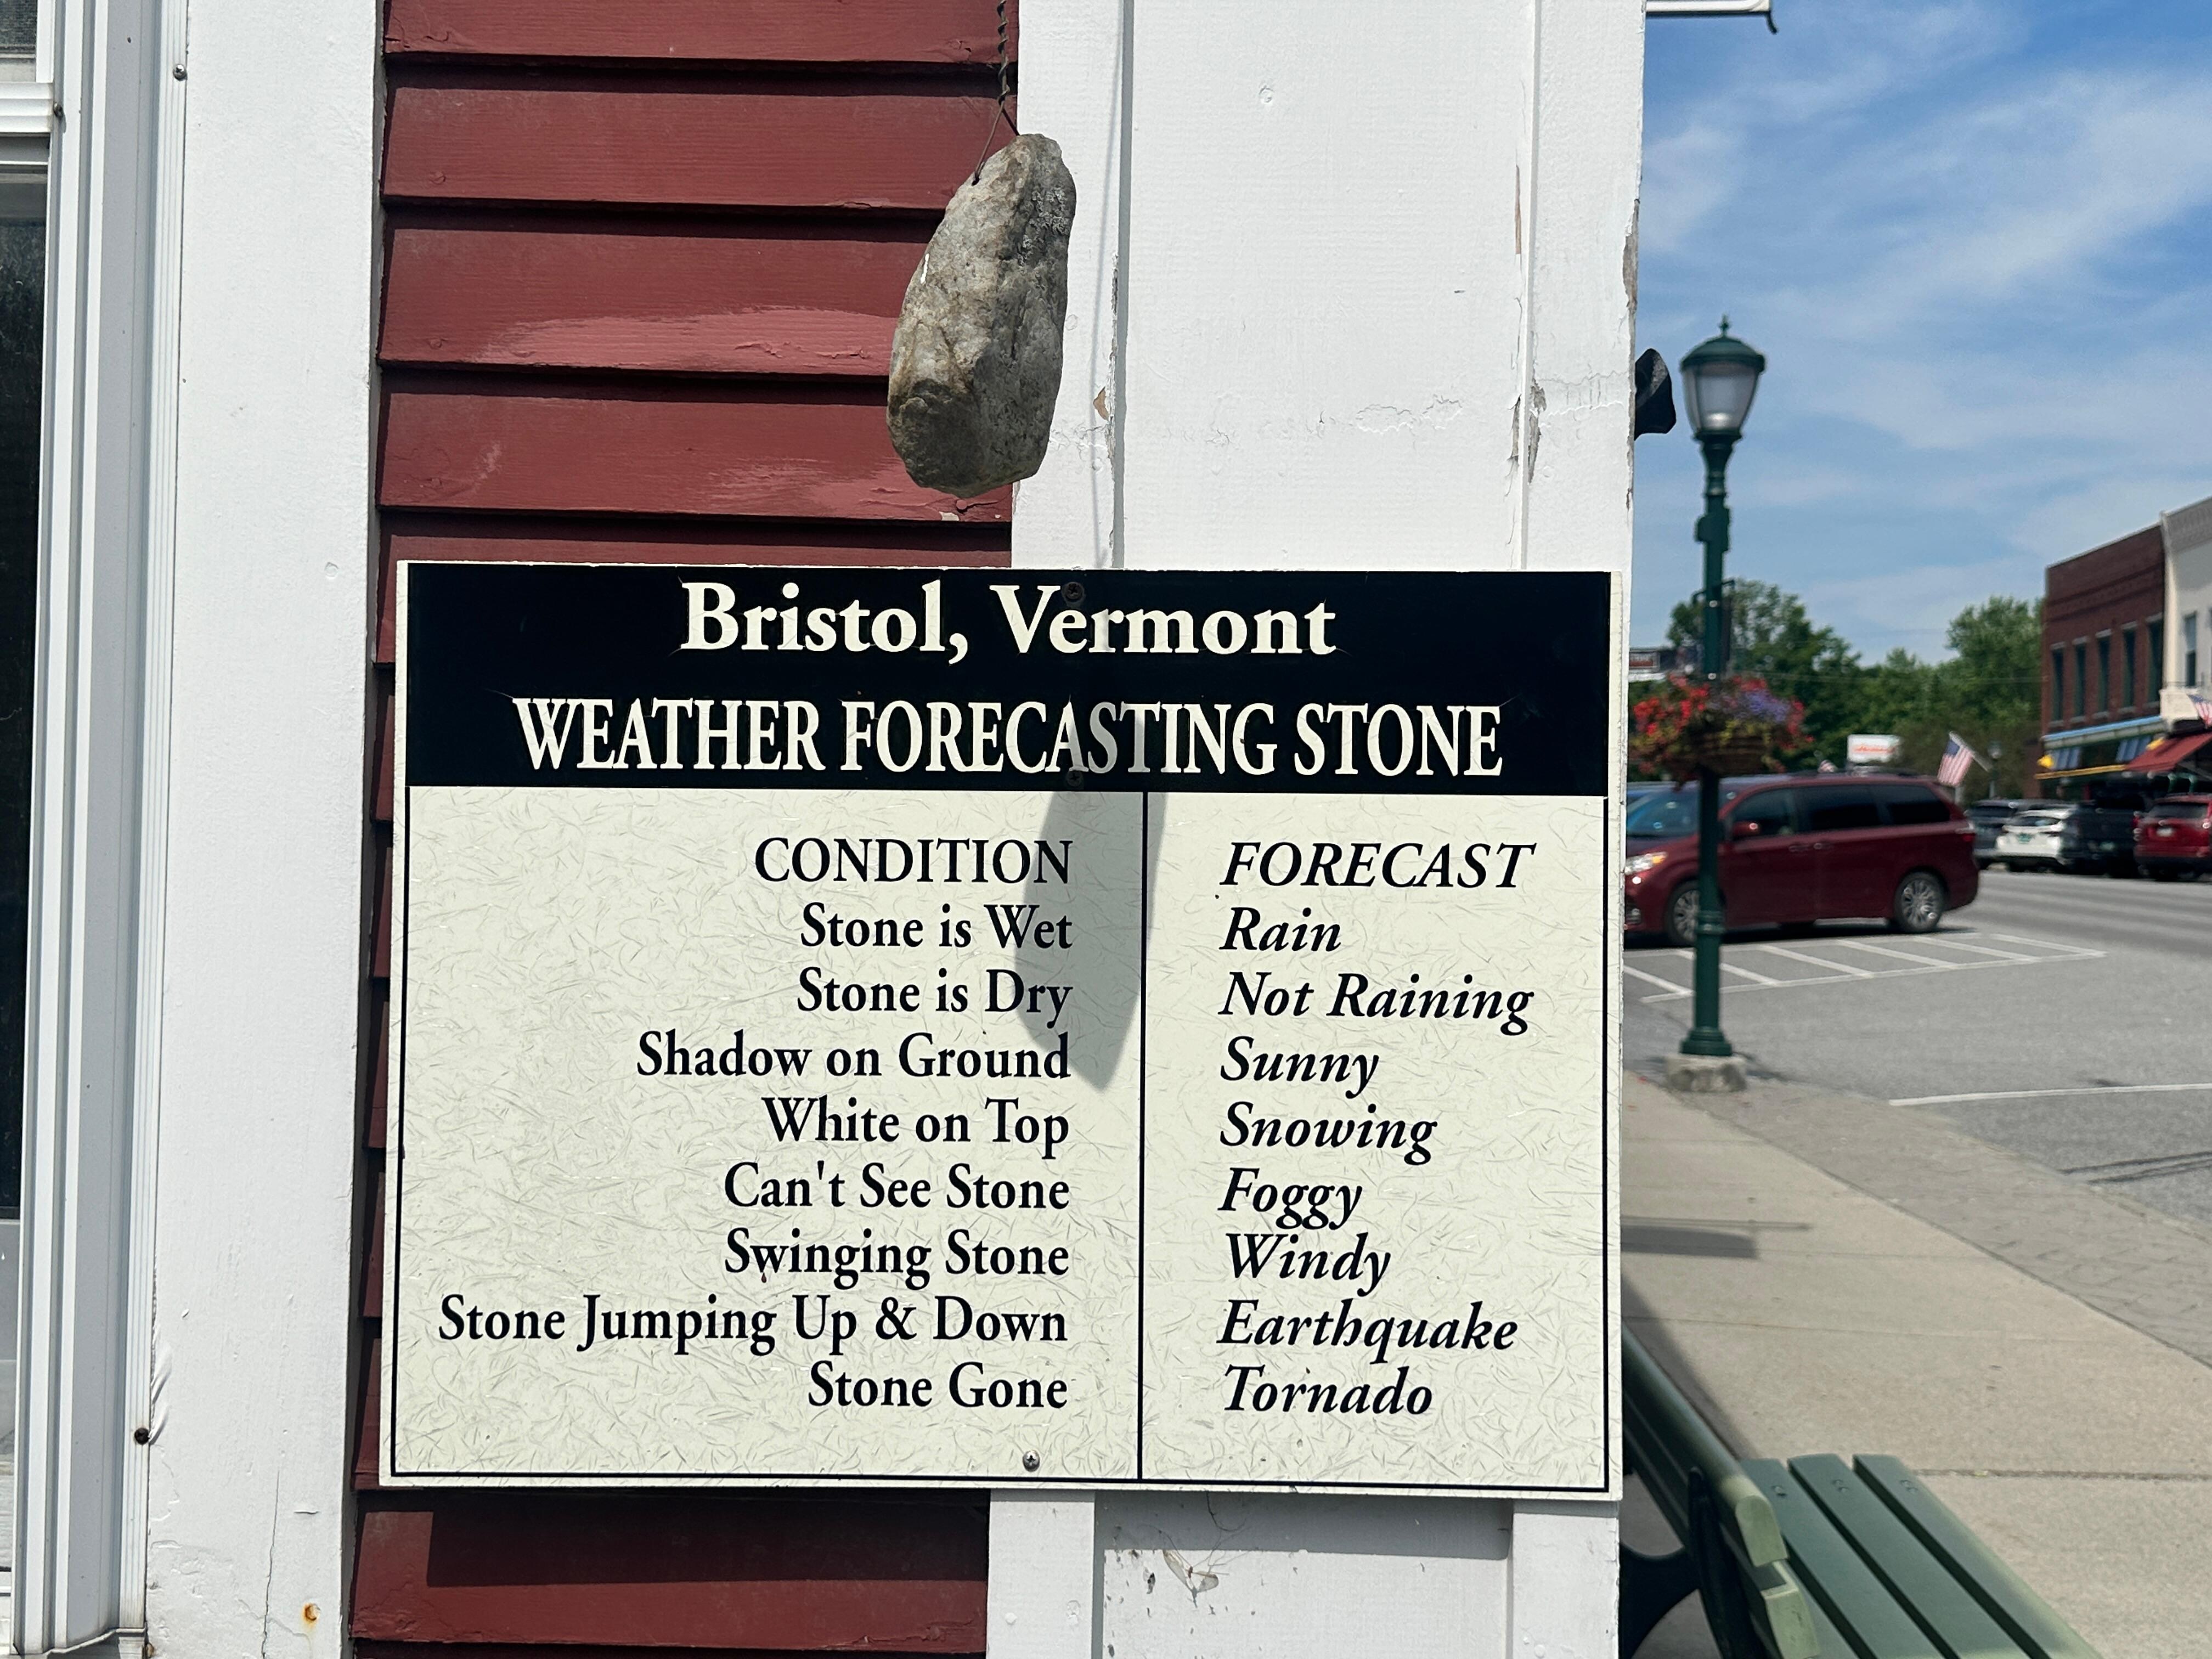 Bristol, Vermont
WEATHER FORECASTING STONE
CONDITION FORECAST
Stone is Wet Rain
Stone is Dry Not Raining
Shadow on Ground Sunny
White on Top Snowing
Can't See Stone Foggy
Swinging Stone Windy
Stone Jumping Up & Down Earthquake
Stone Gone Tornado